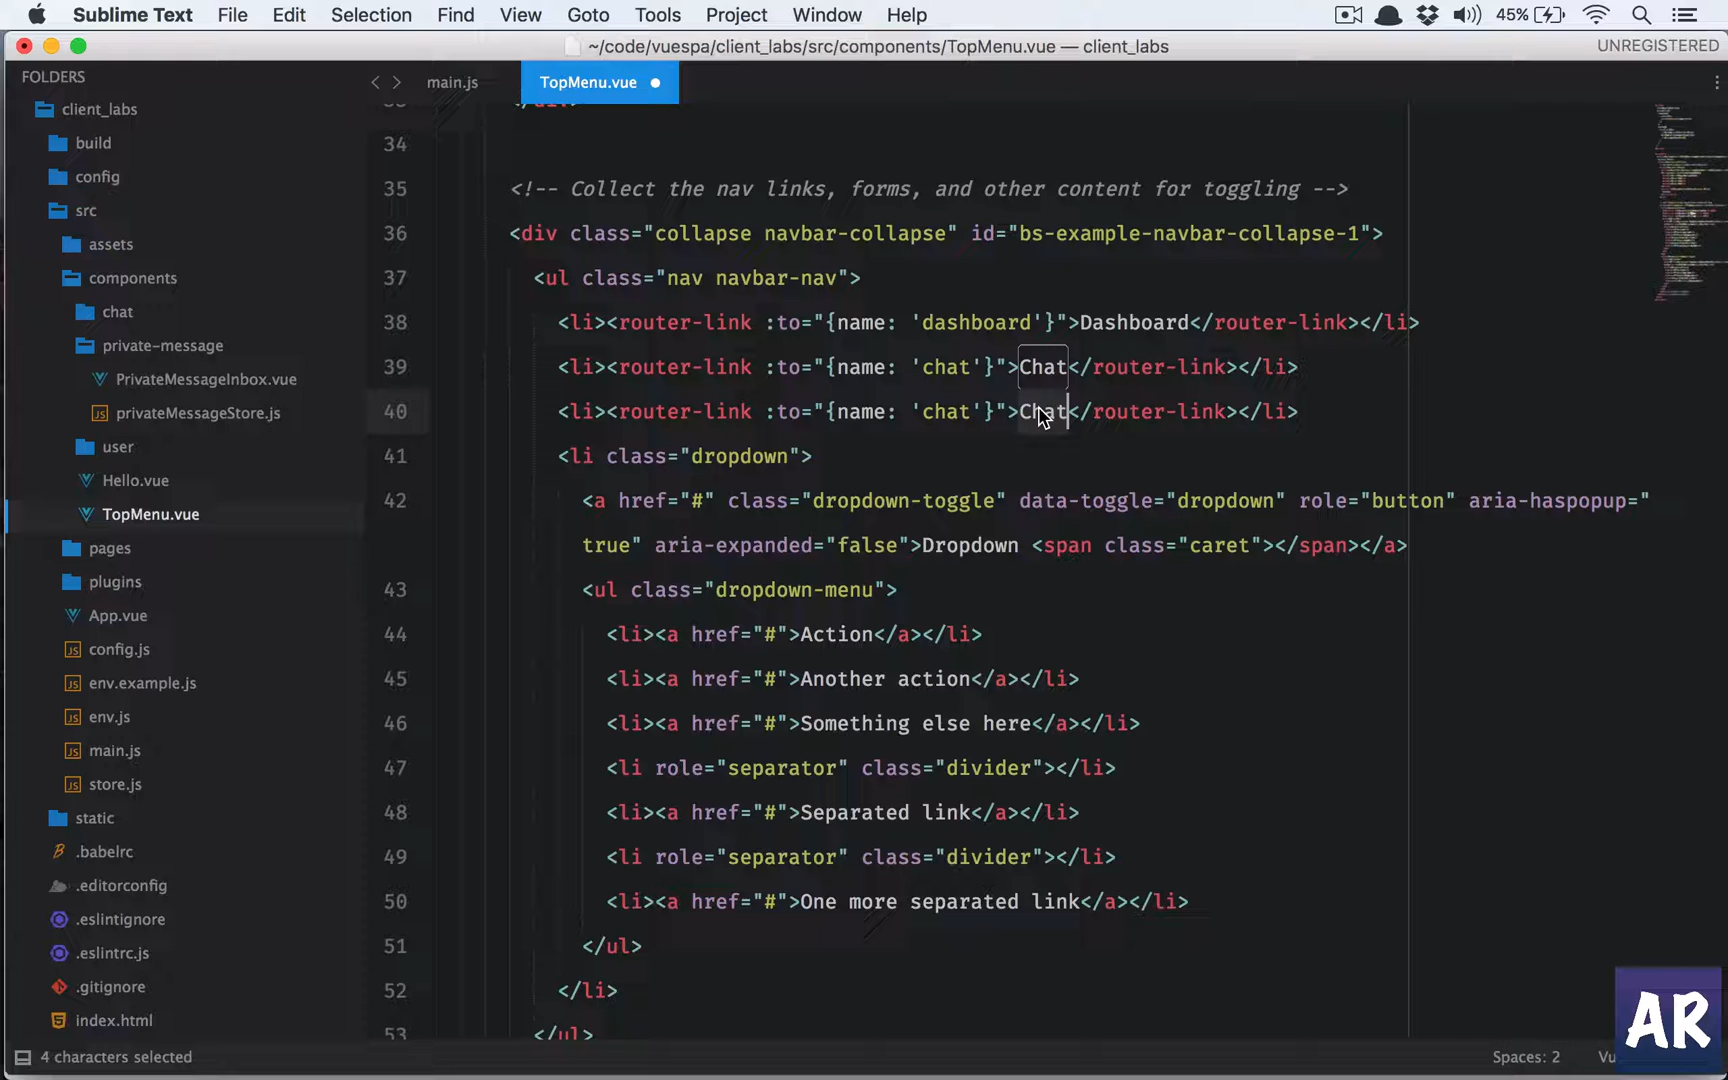 Sublime Text File Edit Selection Find View Goto Tools Project Window Help 45%
~/code/vuespa/client_labs/src/components/TopMenu.vue — client_labs UNREGISTERED
FOLDERS
client_labs
build
config
src
assets
components
chat
private-message
PrivateMessageInbox.vue
JS privateMessageStore.js
user
Hello.vue
TopMenu.vue
pages
plugins
App.vue
JS config.js
JS env.example.js
JS env.js
JS main.js
JS store.js
static
.babelrc
.editorconfig
.eslintignore
.eslintrc.js
.gitignore
index.html
main.js TopMenu.vue
34
35 <!-- Collect the nav links, forms, and other content for toggling -->
36 <div class="collapse navbar-collapse" id="bs-example-navbar-collapse-1">
37 <ul class="nav navbar-nav">
38 <li><router-link :to="{name: 'dashboard'}">Dashboard</router-link></li>
39 <li><router-link :to="{name: 'chat'}">Chat</router-link></li>
40 <li><router-link :to="{name: 'chat'}">Chat</router-link></li>
41 <li class="dropdown">
42 <a href="#" class="dropdown-toggle" data-toggle="dropdown" role="button" aria-haspopup="
true" aria-expanded="false">Dropdown <span class="caret"></span></a>
43 <ul class="dropdown-menu">
44 <li><a href="#">Action</a></li>
45 <li><a href="#">Another action</a></li>
46 <li><a href="#">Something else here</a></li>
47 <li role="separator" class="divider"></li>
48 <li><a href="#">Separated link</a></li>
49 <li role="separator" class="divider"></li>
50 <li><a href="#">One more separated link</a></li>
51 </ul>
52 </li>
53 </ul>
4 characters selected Spaces: 2
AR